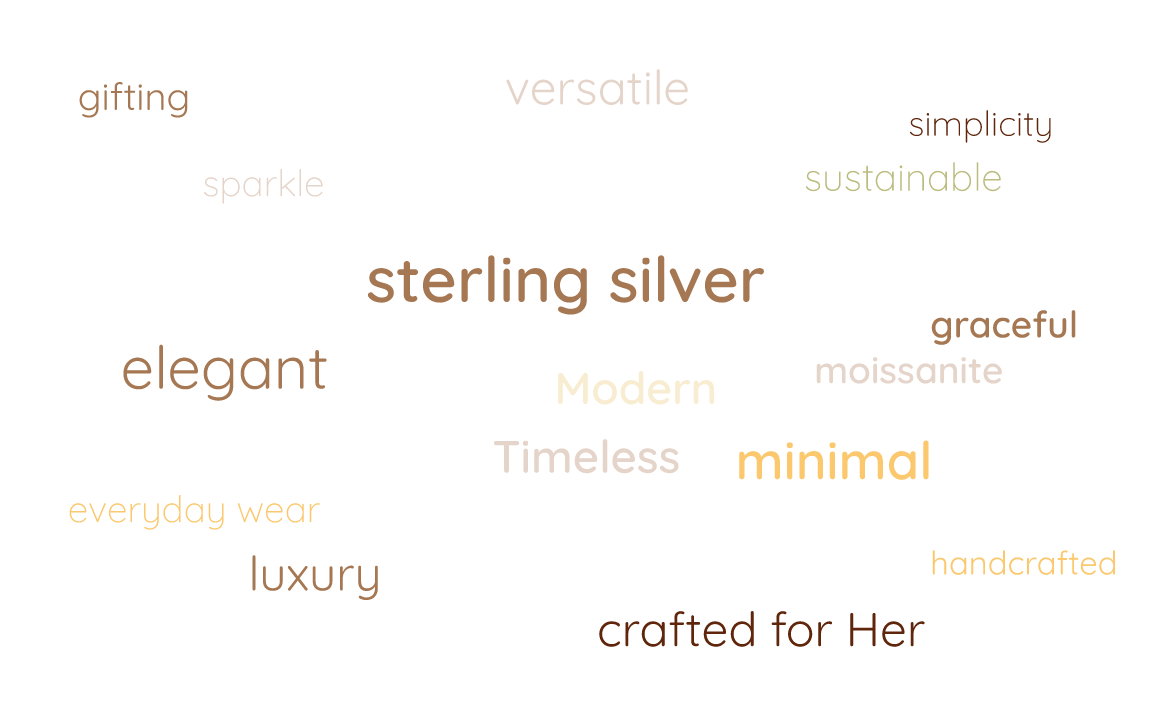 versatile
gifting
simplicity
sustainable
sparkle
sterling silver
graceful
elegant
moissanite
Modern
Timeless
minimal
everyday wear
handcrafted
luxury
crafted for Her